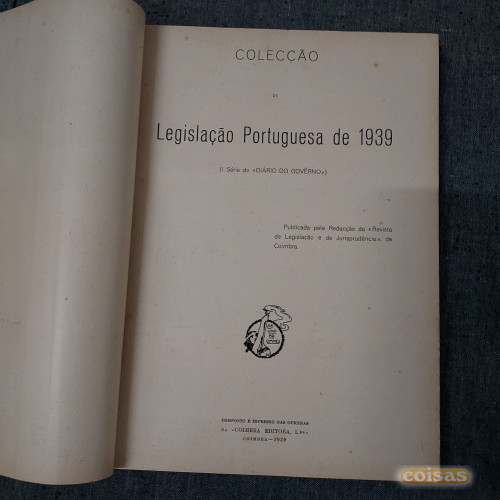 COLECÇÃO
DE
Legislação Portuguesa de 1939
(I Série do «DIÁRIO DO GOVÊRNO»)
Publicada pela Redacção da «Revista
de Legislação e de Jurisprudência», de
Coimbra.
COMPOSTO E IMPRESSO NAS OFICINAS
DA «COIMBRA EDITORA, L.DA»
COIMBRA—1939
coisas